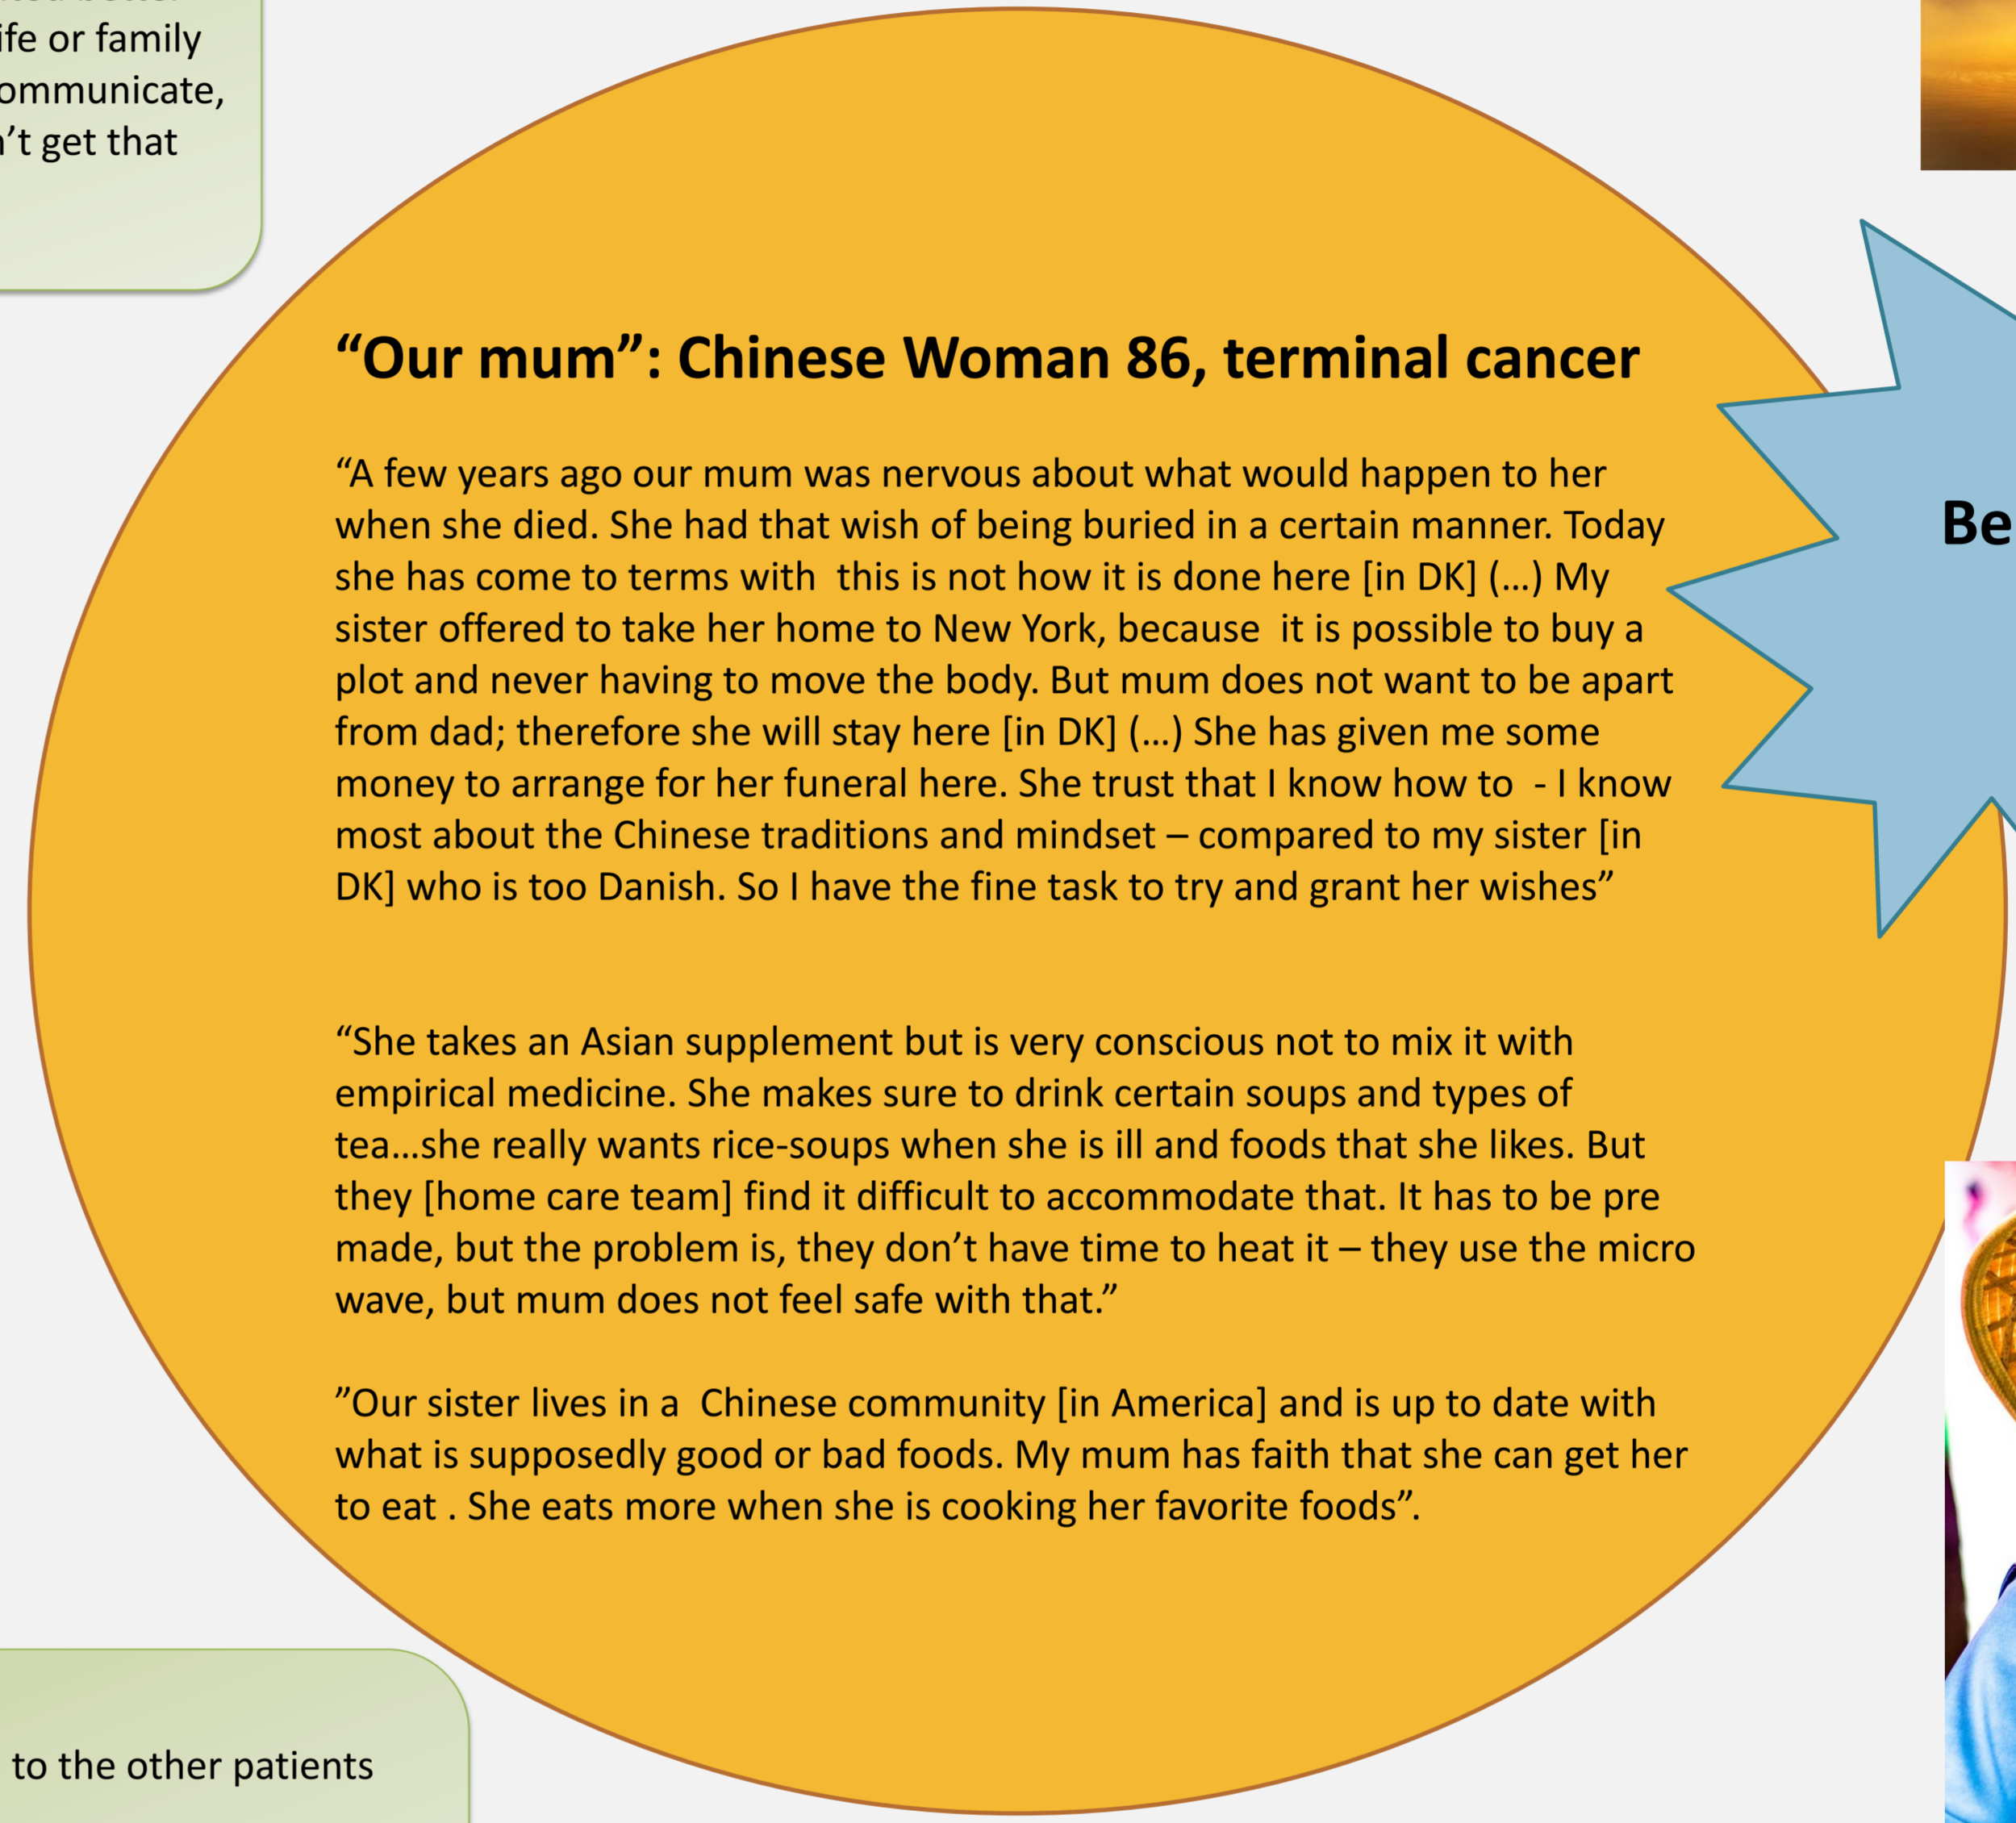 ife or family
ommunicate,
't get that
“Our mum”: Chinese Woman 86, terminal cancer
“A few years ago our mum was nervous about what would happen to her
when she died. She had that wish of being buried in a certain manner. Today
she has come to terms with  this is not how it is done here [in DK] (…) My
sister offered to take her home to New York, because  it is possible to buy a
plot and never having to move the body. But mum does not want to be apart
from dad; therefore she will stay here [in DK] (…) She has given me some
money to arrange for her funeral here. She trust that I know how to  - I know
most about the Chinese traditions and mindset – compared to my sister [in
DK] who is too Danish. So I have the fine task to try and grant her wishes”
“She takes an Asian supplement but is very conscious not to mix it with
empirical medicine. She makes sure to drink certain soups and types of
tea…she really wants rice-soups when she is ill and foods that she likes. But
they [home care team] find it difficult to accommodate that. It has to be pre
made, but the problem is, they don’t have time to heat it – they use the micro
wave, but mum does not feel safe with that.”
”Our sister lives in a  Chinese community [in America] and is up to date with
what is supposedly good or bad foods. My mum has faith that she can get her
to eat . She eats more when she is cooking her favorite foods”.
Be
to the other patients